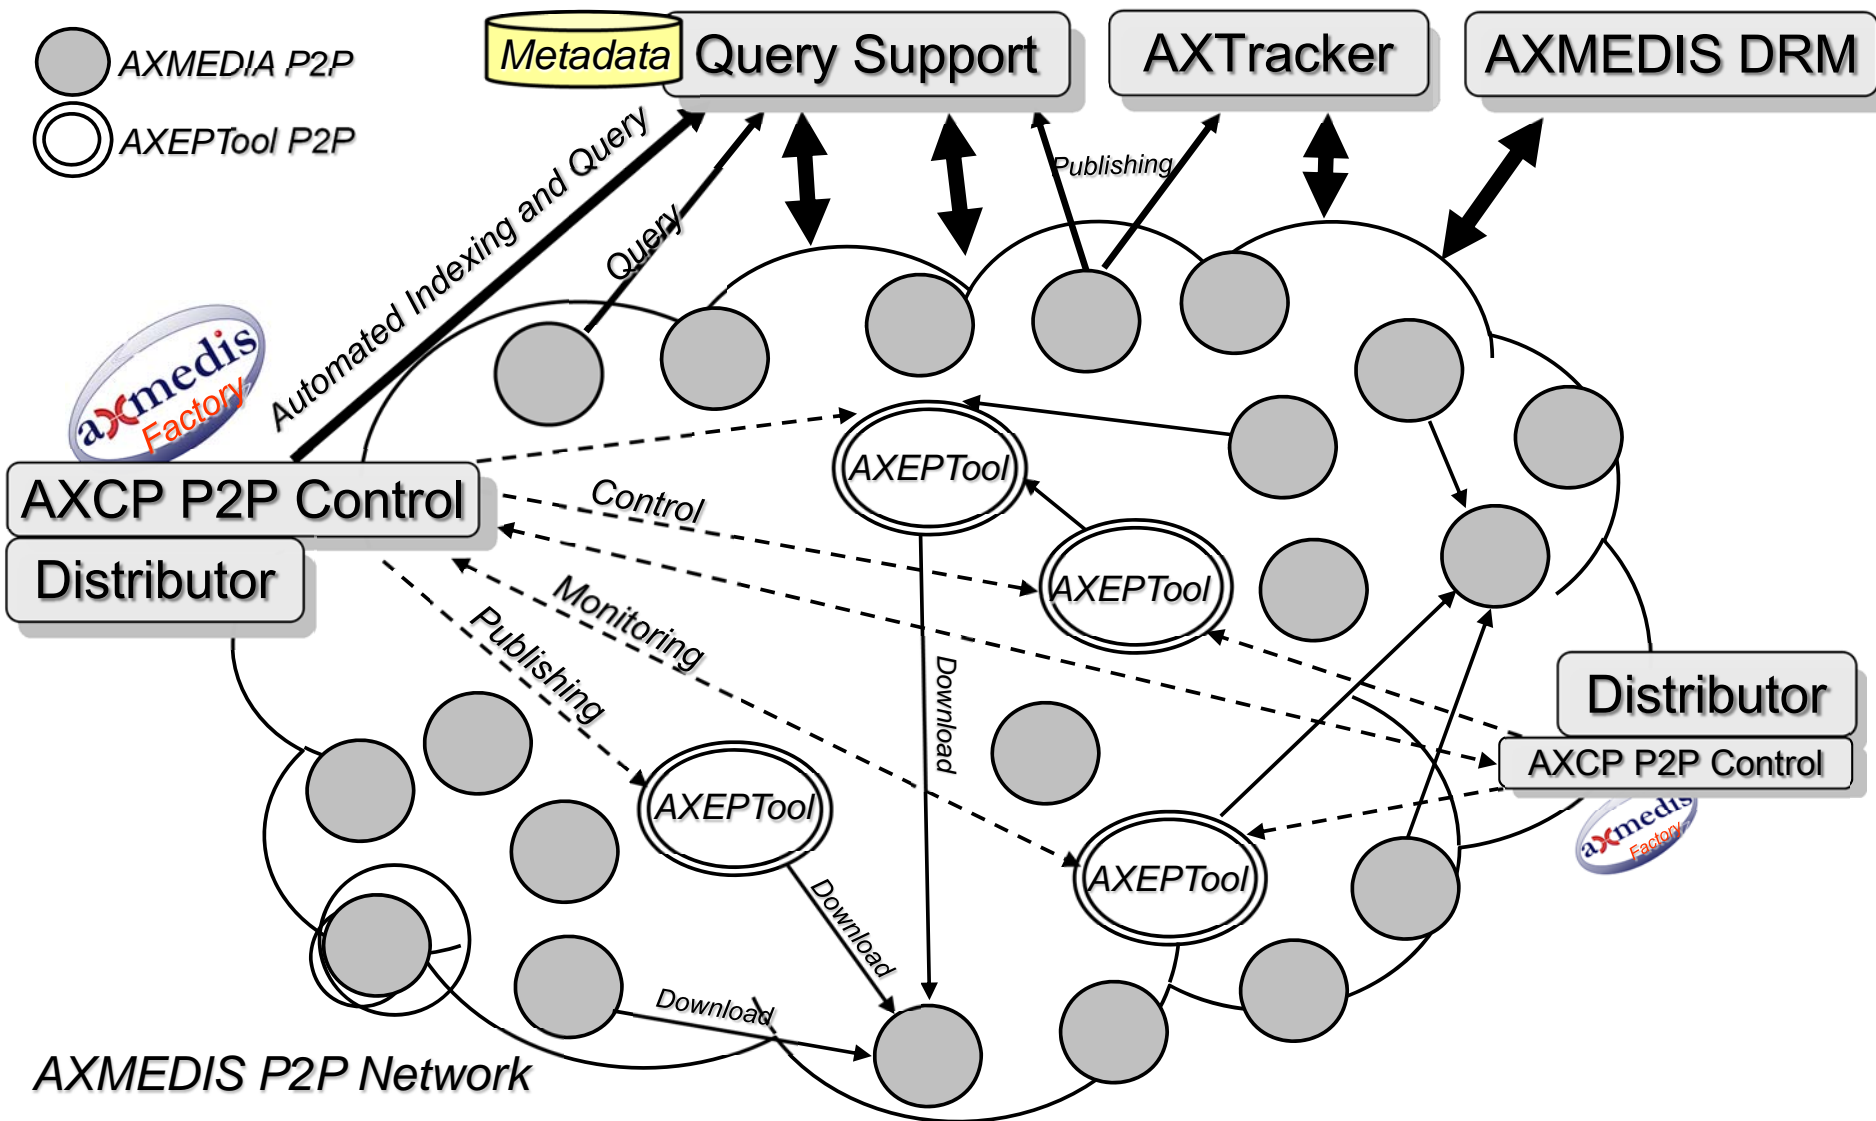 AXMEDIA P2P
AXEPTool P2P
Metadata
Query Support
AXTracker
AXMEDIS DRM
Automated Indexing and Query
Query
Publishing
axmedis
Factory
AXCP P2P Control
Distributor
AXEPTool
Control
AXEPTool
Monitoring
Publishing
Download
Distributor
AXCP P2P Control
axmedis
Factory
AXEPTool
AXEPTool
Download
Download
AXMEDIS P2P Network